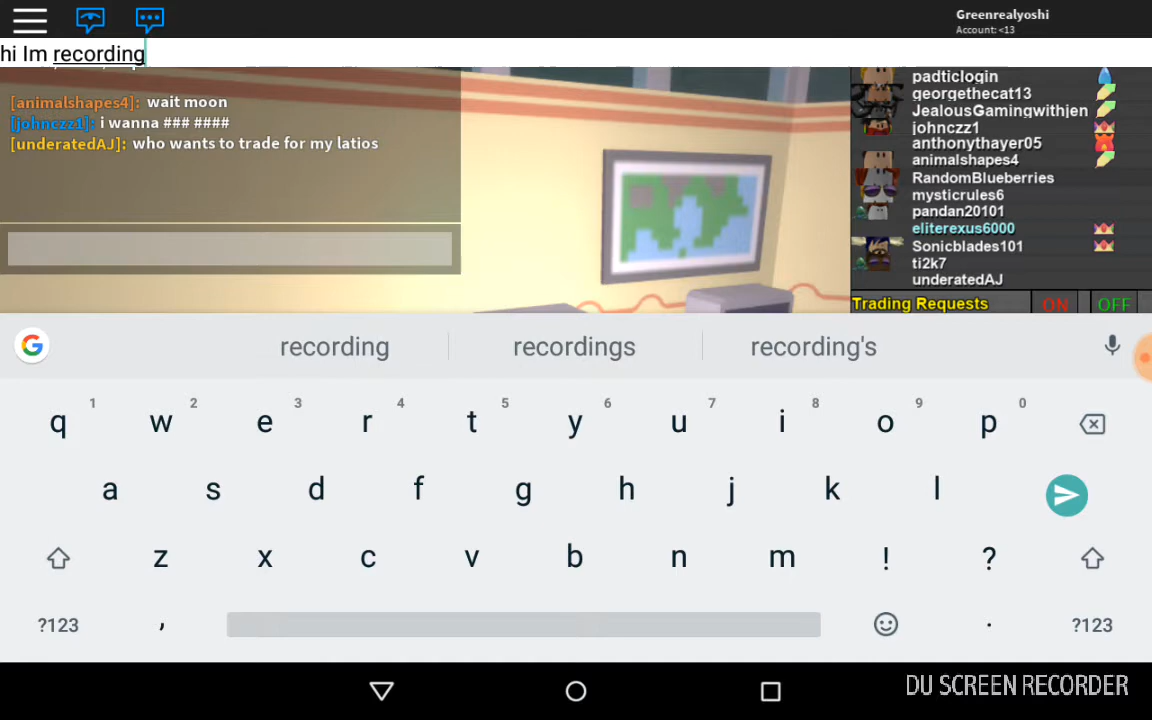 Greenrealyoshi
Account: <13
hi Im recording
[animalshapes4]: wait moon
[johnczz1]: i wanna ### ####
[underatedAJ]: who wants to trade for my latios
padticlogin
georgethecat13
JealousGamingwithjen
johnczz1
anthonythayer05
animalshapes4
RandomBlueberries
mysticrules6
pandan20101
eliterexus6000
Sonicblades101
ti2k7
underatedAJ
Trading Requests ON OFF
G recording recordings recording's
1 2 3 4 5 6 7 8 9 0
q w e r t y u i o p
a s d f g h j k l
z x c v b n m ! ?
?123 , . ?123
DU SCREEN RECORDER